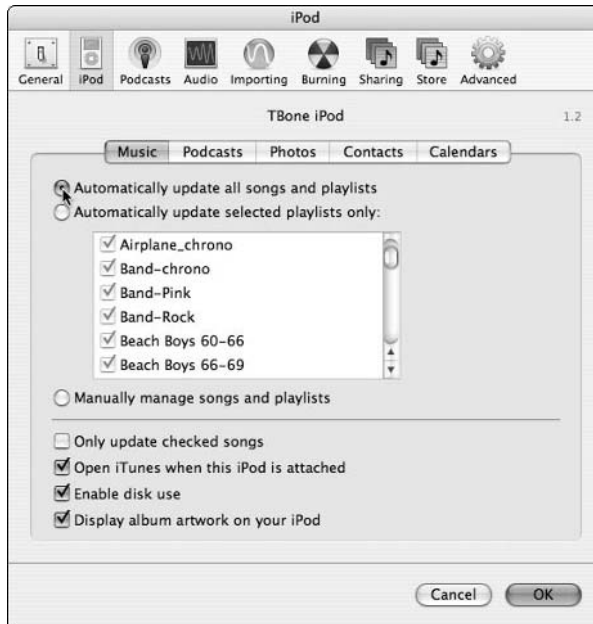 iPod
General iPod Podcasts Audio Importing Burning Sharing Store Advanced
TBone iPod 1.2
Music Podcasts Photos Contacts Calendars
Automatically update all songs and playlists
Automatically update selected playlists only:
Airplane_chrono
Band-chrono
Band-Pink
Band-Rock
Beach Boys 60-66
Beach Boys 66-69
Manually manage songs and playlists
Only update checked songs
Open iTunes when this iPod is attached
Enable disk use
Display album artwork on your iPod
Cancel OK